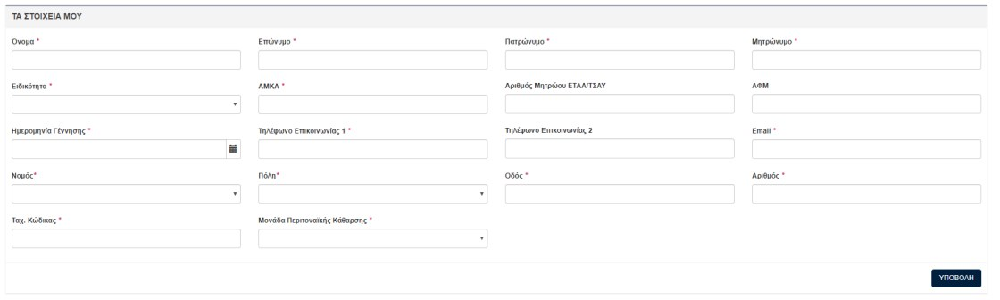 ΤΑ ΣΤΟΙΧΕΙΑ ΜΟΥ
Όνομα * Επώνυμο * Πατρώνυμο * Μητρώνυμο *
Ειδικότητα * ΑΜΚΑ * Αριθμός Μητρώου ΕΤΑΑ/ΤΣΑΥ ΑΦΜ
Ημερομηνία Γέννησης * Τηλέφωνο Επικοινωνίας 1 * Τηλέφωνο Επικοινωνίας 2 Email *
Νομός* Πόλη* Οδός * Αριθμός *
Ταχ. Κώδικας * Μονάδα Περιτοναϊκής Κάθαρσης *
ΥΠΟΒΟΛΗ